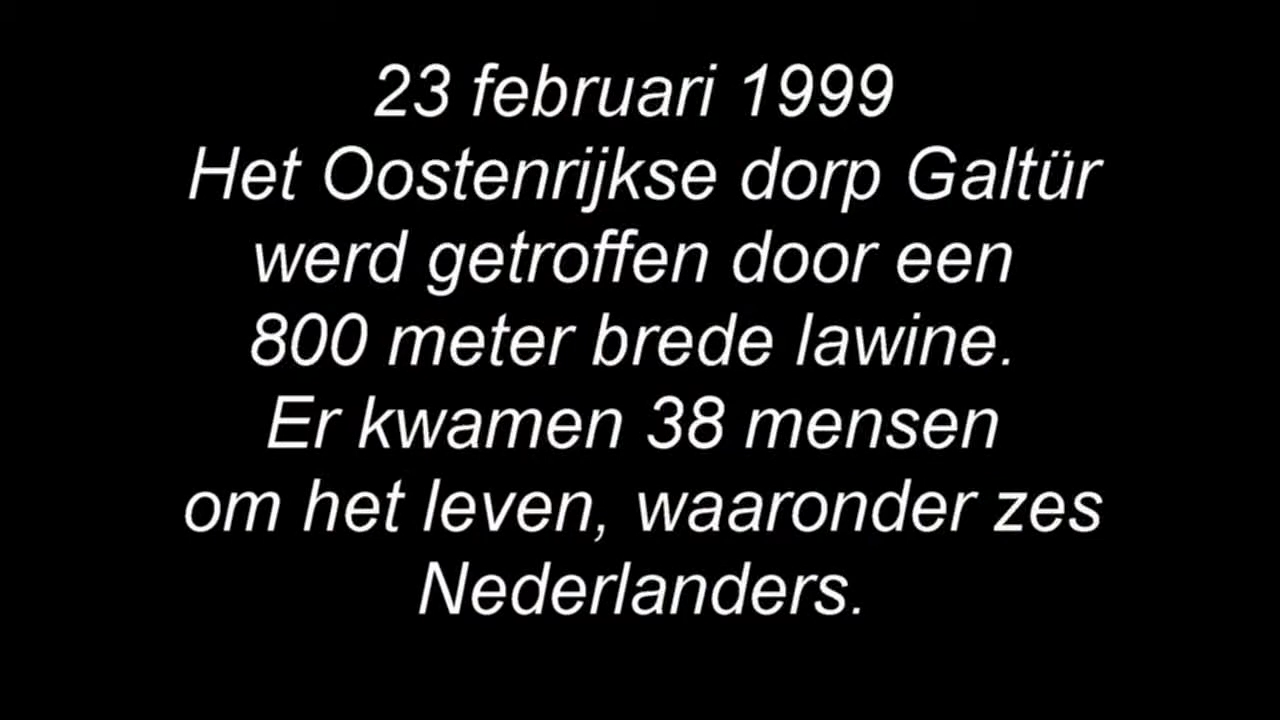 23 februari 1999
Het Oostenrijkse dorp Galtür
werd getroffen door een
800 meter brede lawine.
Er kwamen 38 mensen
om het leven, waaronder zes
Nederlanders.